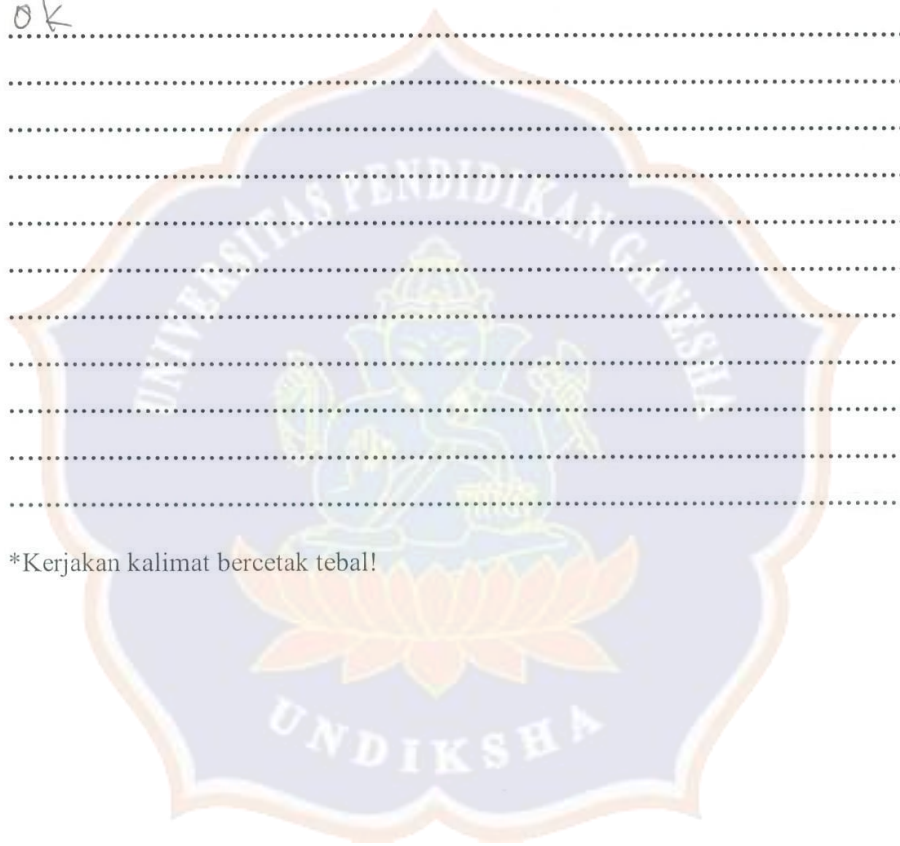 OK
UNIVERSITAS PENDIDIKAN GANESHA
*Kerjakan kalimat bercetak tebal!
UNDIKSHA